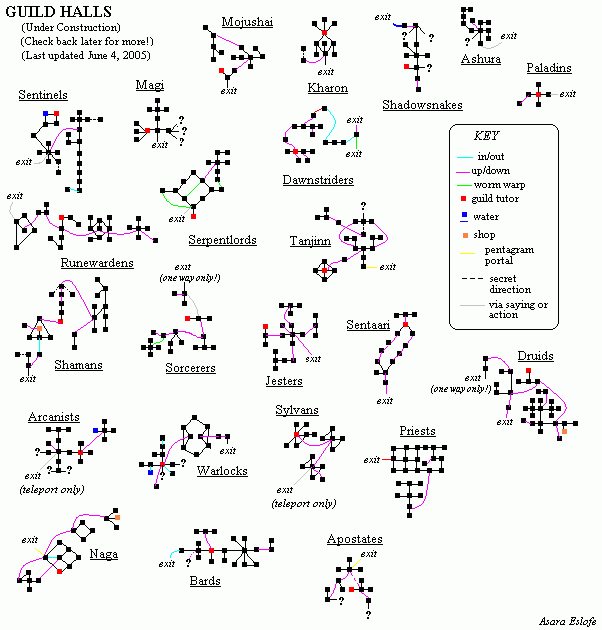 GUILD HALLS
(Under Construction)
(Check back later for more!)
(Last updated June 4, 2005)
Mojushai
exit
Kharon
exit
?
?
?
Shadowsnakes
exit
?
Ashura
exit
Paladins
exit
Sentinels
exit
Magi
?
?
?
exit
Dawnstriders
exit
exit
Serpentlords
exit
KEY
in/out
up/down
worm warp
guild tutor
water
shop
pentagram
portal
secret
direction
via saying or
action
exit
Runewardens
Tanjinn
?
exit
Shamans
exit
exit
(one way only!)
Sorcerers
exit
Jesters
exit
Sentaari
exit
Druids
exit
(one way only!)
exit
Arcanists
?
?
?
exit
(teleport only)
Warlocks
?
?
exit
Sylvans
exit
(teleport only)
Priests
exit
Naga
exit
exit
?
Bards
Apostates
exit
?
?
Asara Eslofe